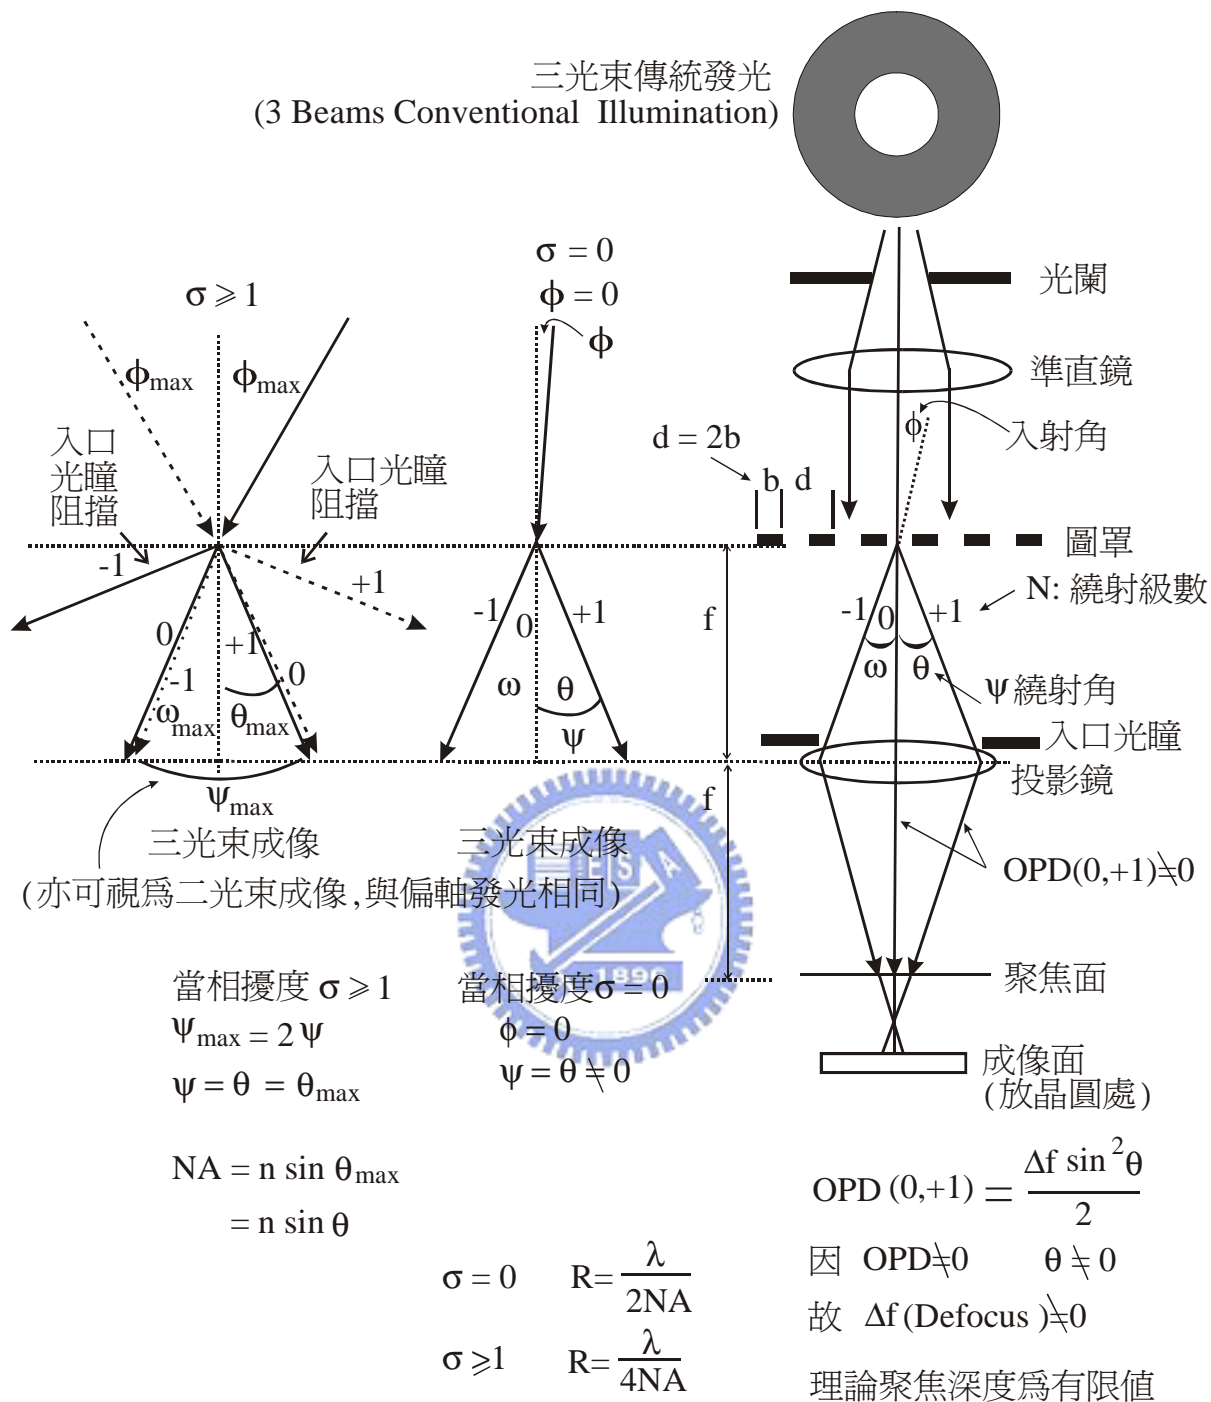 三光束傳統發光
(3 Beams Conventional Illumination)
σ = 0
ϕ = 0
ϕ
σ ⩾ 1
ϕmax
ϕmax
光闌
準直鏡
ϕ
入射角
d = 2b
b
d
入口
光瞳
阻擋
入口光瞳
阻擋
圖罩
-1
+1
0
-1
+1
0
ωmax
θmax
ψmax
-1
0
+1
ω
θ
ψ
f
-1
0
+1
N: 繞射級數
ω
θ
ψ繞射角
入口光瞳
投影鏡
f
三光束成像
(亦可視為二光束成像,與偏軸發光相同)
三光束成像
E S A
1896
OPD(0,+1)≠0
聚焦面
成像面
(放晶圓處)
當相擾度 σ ⩾ 1
ψmax = 2ψ
ψ = θ = θmax
當相擾度σ = 0
ϕ = 0
ψ = θ ≠ 0
NA = n sin θmax
= n sin θ
σ = 0 R= λ/2NA
σ ⩾1 R= λ/4NA
OPD (0,+1) = Δf sin²θ/2
因 OPD≠0 θ ≠ 0
故 Δf (Defocus )≠0
理論聚焦深度為有限值